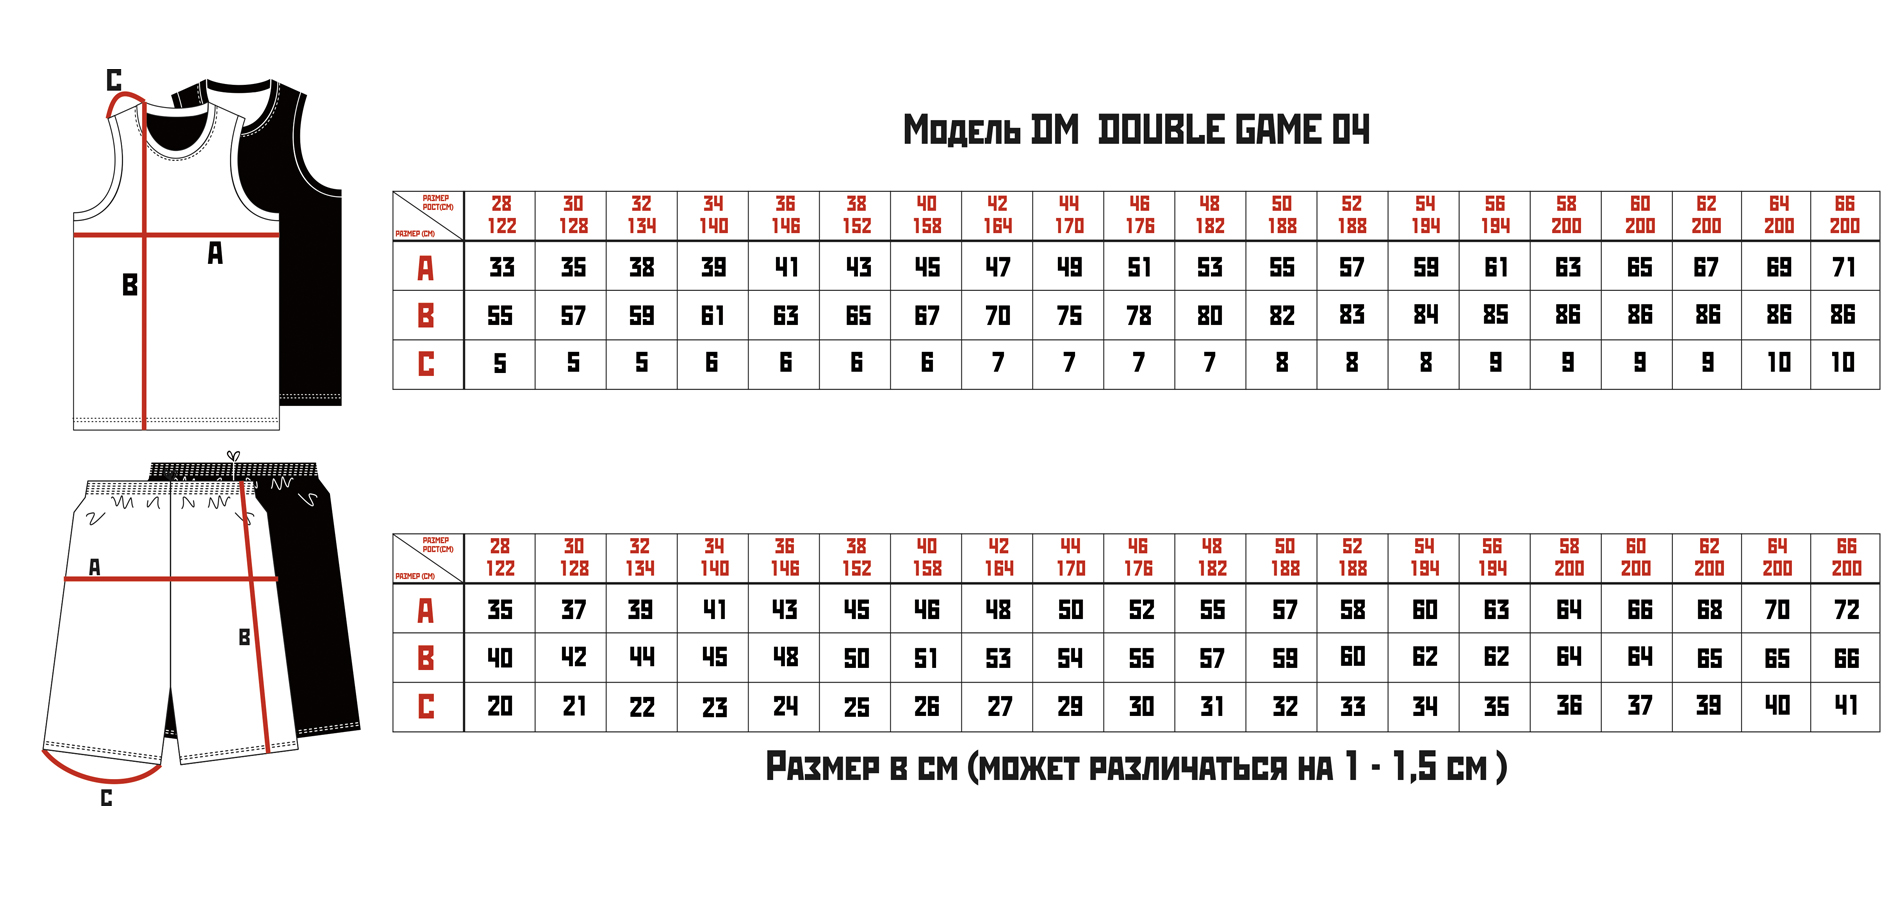 C
A
B
Модель DM DOUBLE GAME 04
РАЗМЕР 28 30 32 34 36 38 40 42 44 46 48 50 52 54 56 58 60 62 64 66
РОСТ(СМ) 122 128 134 140 146 152 158 164 170 176 182 188 188 194 194 200 200 200 200 200
РАЗМЕР (СМ)
A 33 35 38 39 41 43 45 47 49 51 53 55 57 59 61 63 65 67 69 71
B 55 57 59 61 63 65 67 70 75 78 80 82 83 84 85 86 86 86 86 86
C 5 5 5 6 6 6 6 7 7 7 7 8 8 8 9 9 9 9 10 10
A
B
C
РАЗМЕР 28 30 32 34 36 38 40 42 44 46 48 50 52 54 56 58 60 62 64 66
РОСТ(СМ) 122 128 134 140 146 152 158 164 170 176 182 188 188 194 194 200 200 200 200 200
РАЗМЕР (СМ)
A 35 37 39 41 43 45 46 48 50 52 55 57 58 60 63 64 66 68 70 72
B 40 42 44 45 48 50 51 53 54 55 57 59 60 62 62 64 64 65 65 66
C 20 21 22 23 24 25 26 27 29 30 31 32 33 34 35 36 37 39 40 41
Размер в см (может различаться на 1 - 1,5 см )